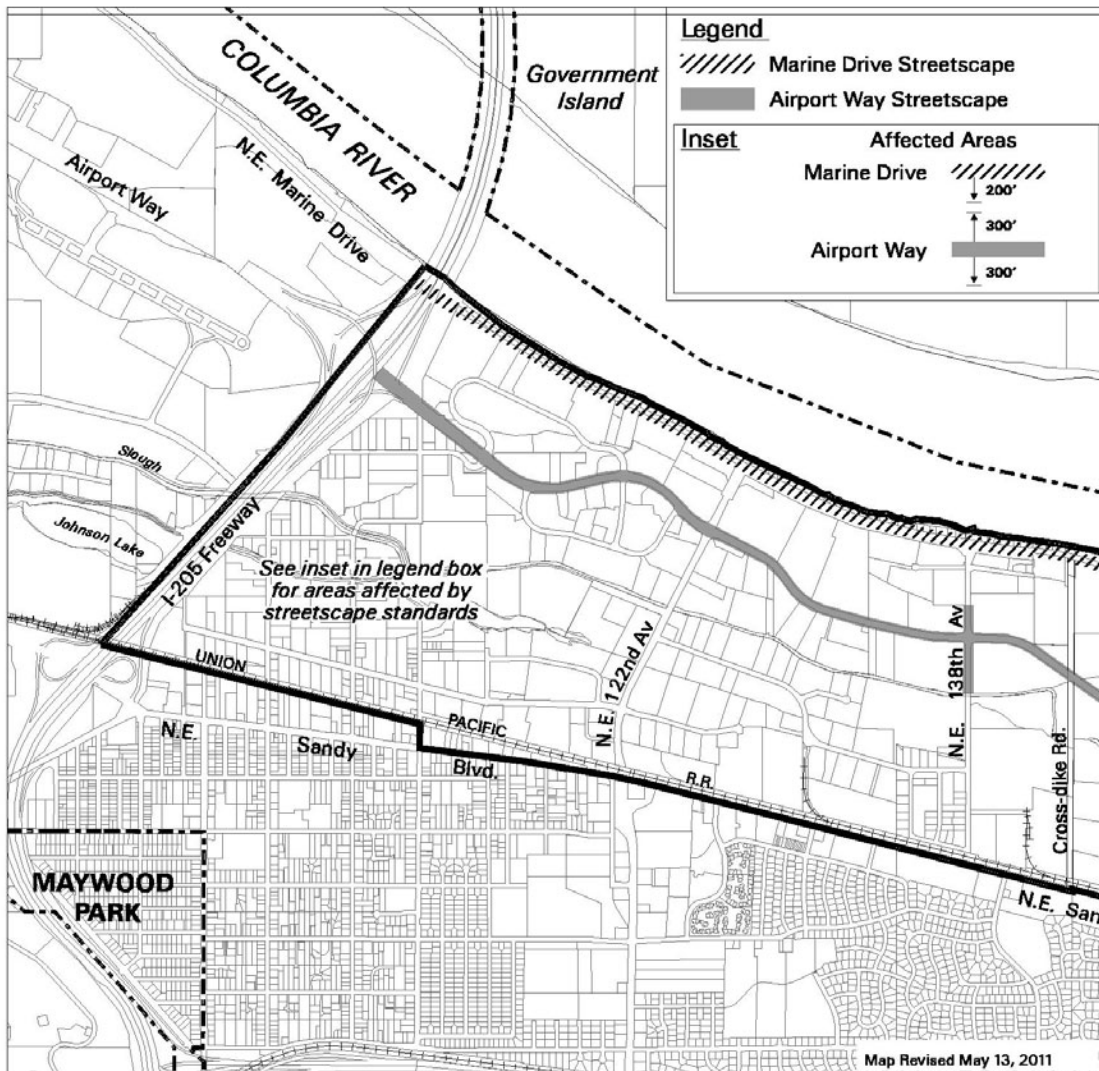 Legend
Marine Drive Streetscape
Airport Way Streetscape
Inset
Affected Areas
Marine Drive
200'
300'
Airport Way
300'
COLUMBIA RIVER
Government
Island
N.E. Marine Drive
Airport Way
Slough
Johnson Lake
I-205 Freeway
See inset in legend box
for areas affected by
streetscape standards
N.E. 122nd Av
N.E. 138th Av
Cross-dike Rd.
UNION
PACIFIC
R.R.
N.E.
Sandy
Blvd.
N.E. San
MAYWOOD
PARK
Map Revised May 13, 2011